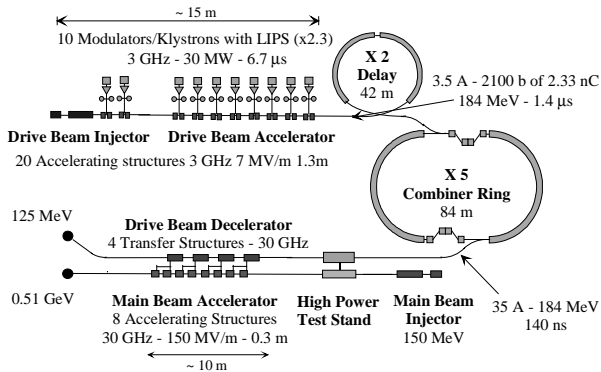 ~ 15 m
10 Modulators/Klystrons with LIPS (x2.3)
3 GHz - 30 MW - 6.7 µs
X 2
Delay
42 m
3.5 A - 2100 b of 2.33 nC
184 MeV - 1.4 µs
Drive Beam Injector
Drive Beam Accelerator
20 Accelerating structures 3 GHz 7 MV/m 1.3m
X 5
Combiner Ring
84 m
125 MeV
Drive Beam Decelerator
4 Transfer Structures - 30 GHz
0.51 GeV
Main Beam Accelerator
8 Accelerating Structures
30 GHz - 150 MV/m - 0.3 m
~ 10 m
High Power
Test Stand
Main Beam
Injector
150 MeV
35 A - 184 MeV
140 ns